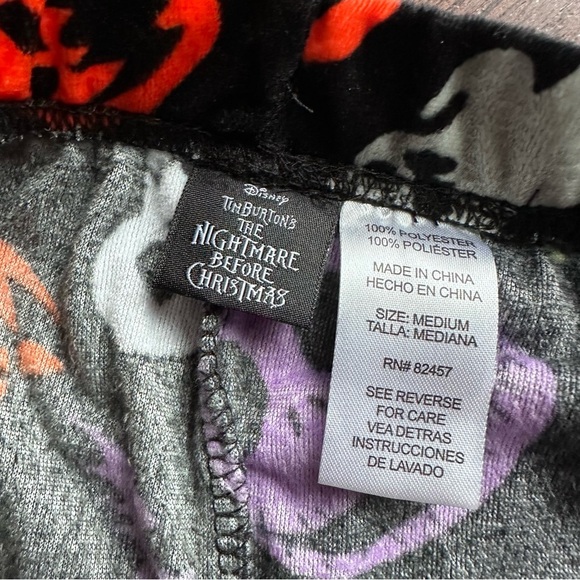 Disney
TIM BURTON'S
THE
NIGHTMARE
BEFORE
CHRISTMAS
100% POLYESTER
100% POLIÉSTER
MADE IN CHINA
HECHO EN CHINA
SIZE: MEDIUM
TALLA: MEDIANA
RN# 82457
SEE REVERSE
FOR CARE
VEA DETRAS
INSTRUCCIONES
DE LAVADO